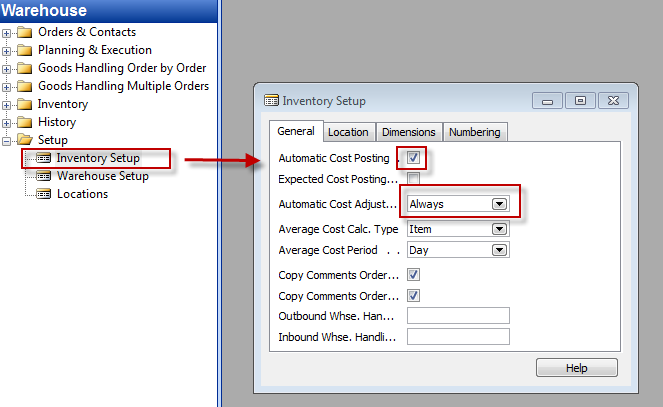 Warehouse
Orders & Contacts
Planning & Execution
Goods Handling Order by Order
Goods Handling Multiple Orders
Inventory
History
Setup
Inventory Setup
Warehouse Setup
Locations
Inventory Setup
General Location Dimensions Numbering
Automatic Cost Posting .
Expected Cost Posting...
Automatic Cost Adjust... Always
Average Cost Calc. Type Item
Average Cost Period . . Day
Copy Comments Order...
Copy Comments Order...
Outbound Whse. Han...
Inbound Whse. Handli...
Help